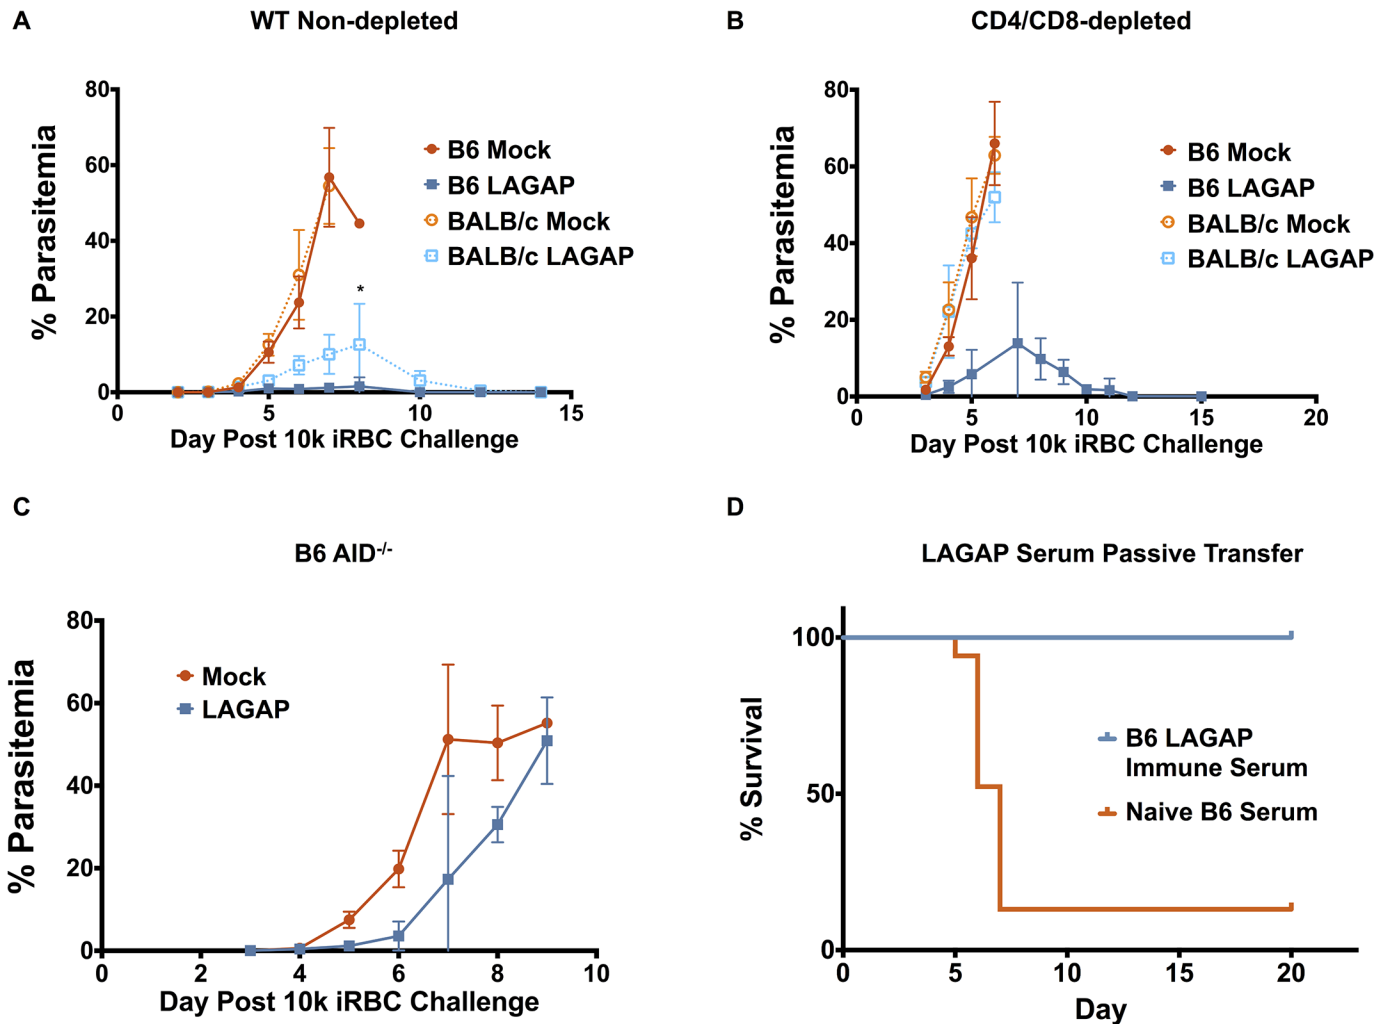 A
WT Non-depleted
80
60
40
20
0
% Parasitemia
B6 Mock
B6 LAGAP
BALB/c Mock
BALB/c LAGAP
*
0
5
10
15
Day Post 10k iRBC Challenge
B
CD4/CD8-depleted
80
60
40
20
0
% Parasitemia
B6 Mock
B6 LAGAP
BALB/c Mock
BALB/c LAGAP
0
5
10
15
20
Day Post 10k iRBC Challenge
C
B6 AID-/-
80
60
40
20
0
% Parasitemia
Mock
LAGAP
0
2
4
6
8
10
Day Post 10k iRBC Challenge
D
LAGAP Serum Passive Transfer
100
50
0
% Survival
B6 LAGAP
Immune Serum
Naive B6 Serum
0
5
10
15
20
Day